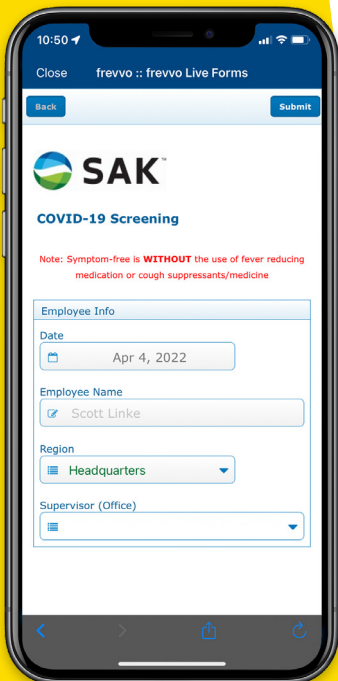 10:50
Close frevvo :: frevvo Live Forms
Back Submit
SAK™
COVID-19 Screening
Note: Symptom-free is WITHOUT the use of fever reducing
medication or cough suppressants/medicine
Employee Info
Date
Apr 4, 2022
Employee Name
Scott Linke
Region
Headquarters
Supervisor (Office)